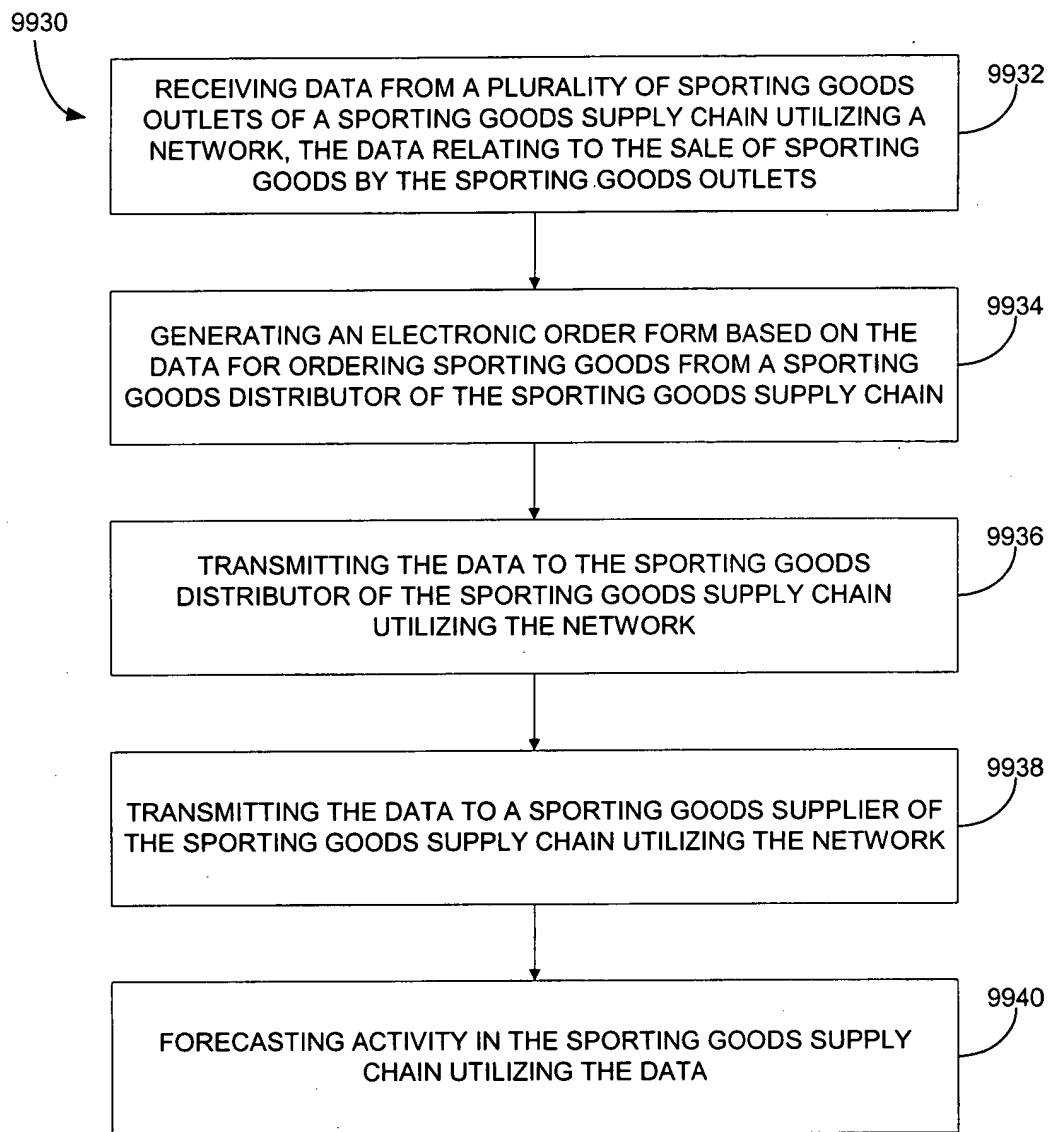 9930
9932
RECEIVING DATA FROM A PLURALITY OF SPORTING GOODS
OUTLETS OF A SPORTING GOODS SUPPLY CHAIN UTILIZING A
NETWORK, THE DATA RELATING TO THE SALE OF SPORTING
GOODS BY THE SPORTING GOODS OUTLETS
9934
GENERATING AN ELECTRONIC ORDER FORM BASED ON THE
DATA FOR ORDERING SPORTING GOODS FROM A SPORTING
GOODS DISTRIBUTOR OF THE SPORTING GOODS SUPPLY CHAIN
9936
TRANSMITTING THE DATA TO THE SPORTING GOODS
DISTRIBUTOR OF THE SPORTING GOODS SUPPLY CHAIN
UTILIZING THE NETWORK
9938
TRANSMITTING THE DATA TO A SPORTING GOODS SUPPLIER OF
THE SPORTING GOODS SUPPLY CHAIN UTILIZING THE NETWORK
9940
FORECASTING ACTIVITY IN THE SPORTING GOODS SUPPLY
CHAIN UTILIZING THE DATA